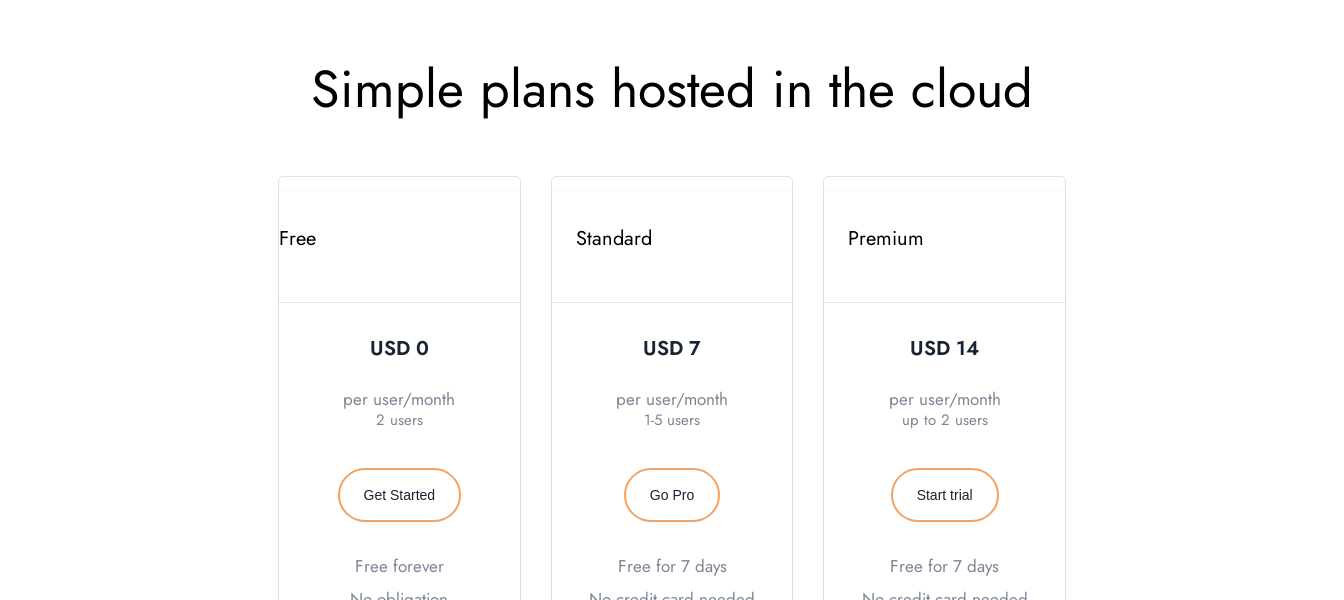 Simple plans hosted in the cloud
Free
USD 0
per user/month
2 users
Get Started
Free forever
No obligation
Standard
USD 7
per user/month
1-5 users
Go Pro
Free for 7 days
No credit card needed
Premium
USD 14
per user/month
up to 2 users
Start trial
Free for 7 days
No credit card needed